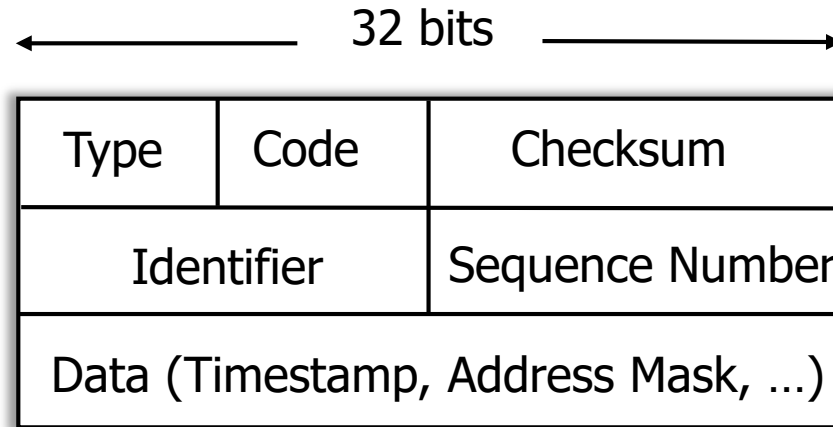 32 bits
Type Code Checksum
Identifier Sequence Number
Data (Timestamp, Address Mask, …)